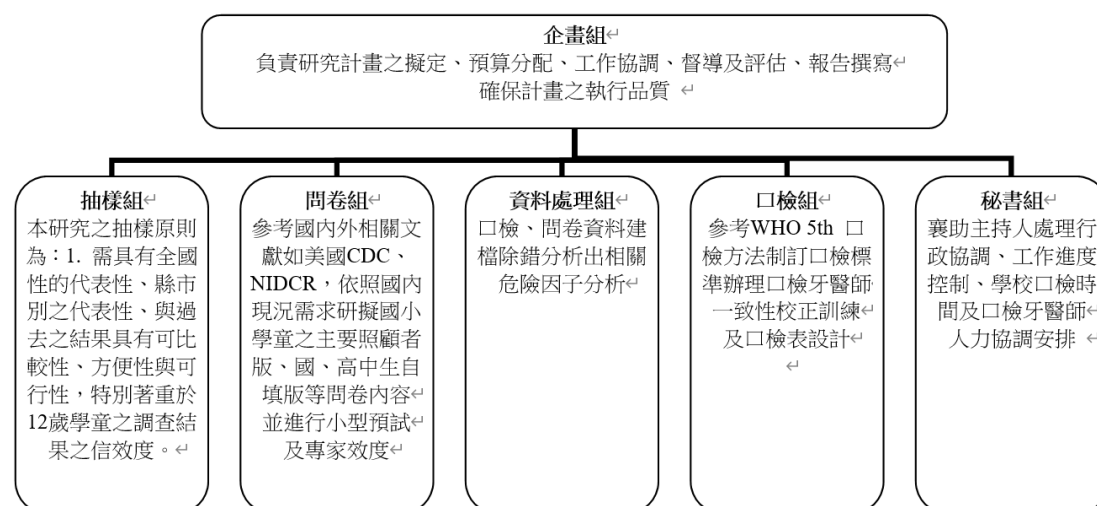 企畫組
負責研究計畫之擬定、預算分配、工作協調、督導及評估、報告撰寫
確保計畫之執行品質
抽樣組
本研究之抽樣原則
為：1. 需具有全國
性的代表性、縣市
別之代表性、與過
去之結果具有可比
較性、方便性與可
行性，特別著重於
12歲學童之調查結
果之信效度。
問卷組
參考國內外相關文
獻如美國CDC、
NIDCR，依照國內
現況需求研擬國小
學童之主要照顧者
版、國、高中生自
填版等問卷內容
並進行小型預試
及專家效度
資料處理組
口檢、問卷資料建
檔除錯分析出相關
危險因子分析
口檢組
參考WHO 5th 口
檢方法制訂口檢標
準辦理口檢牙醫師
一致性校正訓練
及口檢表設計
秘書組
襄助主持人處理行
政協調、工作進度
控制、學校口檢時
間及口檢牙醫師
人力協調安排